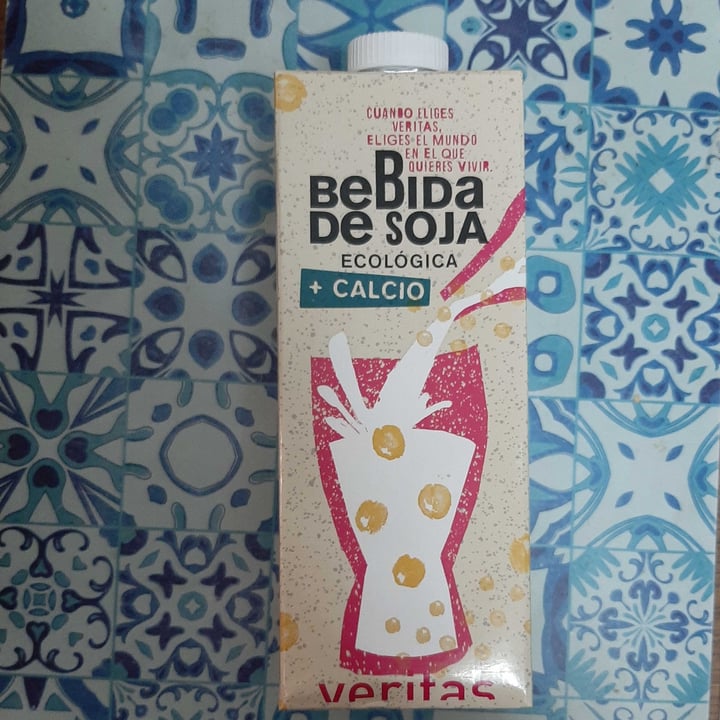 CUANDO ELIGES
VERITAS,
ELIGES EL MUNDO
EN EL QUE
QUIERES VIVIR.
BeBIDa
De SOJA
ECOLÓGICA
+ CALCIO
veritas